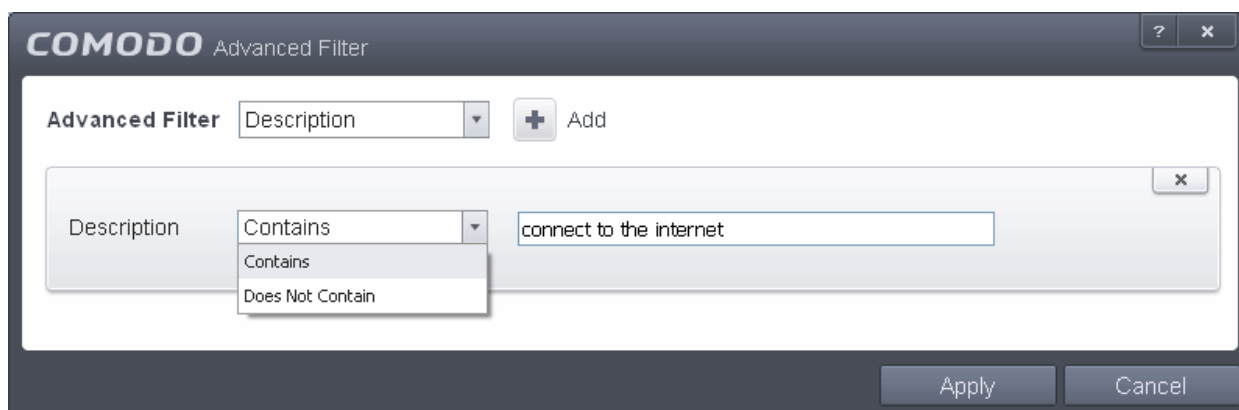 COMODO Advanced Filter ? ×
Advanced Filter Description + Add
×
Description Contains connect to the internet
Contains
Does Not Contain
Apply Cancel